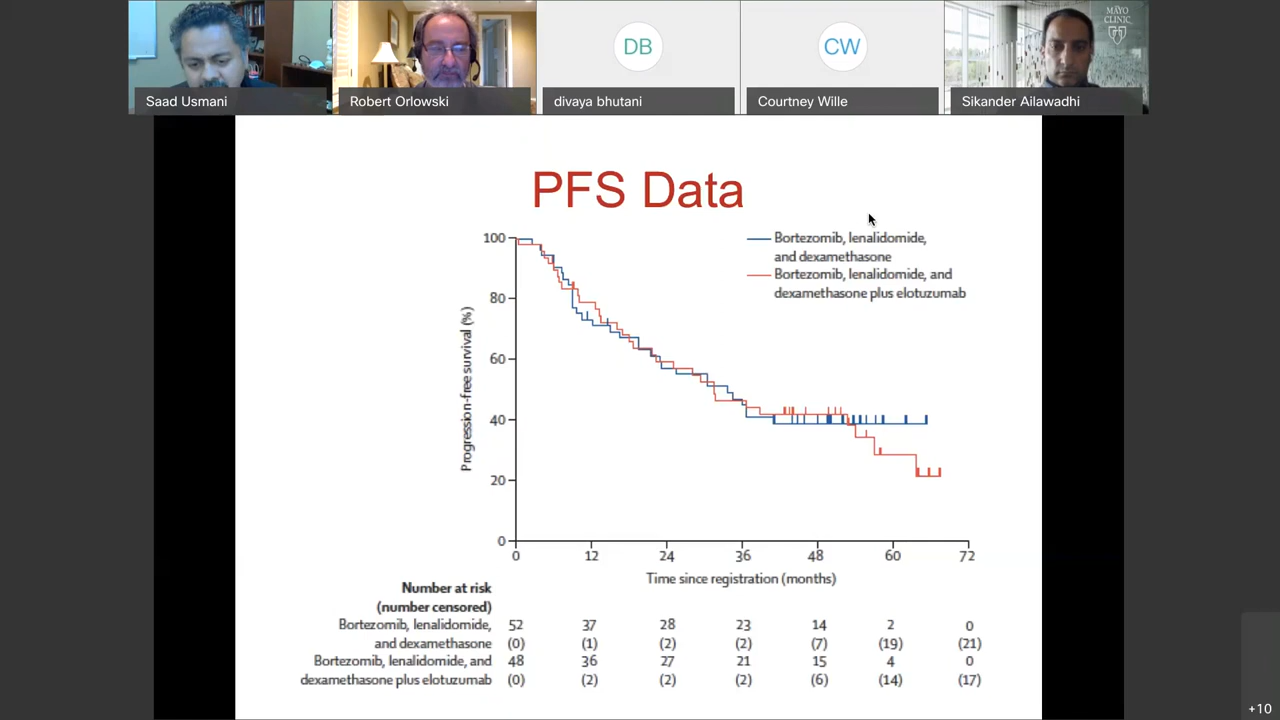 MAYO
CLINIC
DB
CW
Saad Usmani
Robert Orlowski
divaya bhutani
Courtney Wille
Sikander Ailawadhi
PFS Data
Bortezomib, lenalidomide,
and dexamethasone
Bortezomib, lenalidomide, and
dexamethasone plus elotuzumab
Progression-free survival (%)
100
80
60
40
20
0
0 12 24 36 48 60 72
Time since registration (months)
Number at risk
(number censored)
Bortezomib, lenalidomide, 52 37 28 23 14 2 0
and dexamethasone (0) (1) (2) (2) (7) (19) (21)
Bortezomib, lenalidomide, and 48 36 27 21 15 4 0
dexamethasone plus elotuzumab (0) (2) (2) (2) (6) (14) (17)
+10